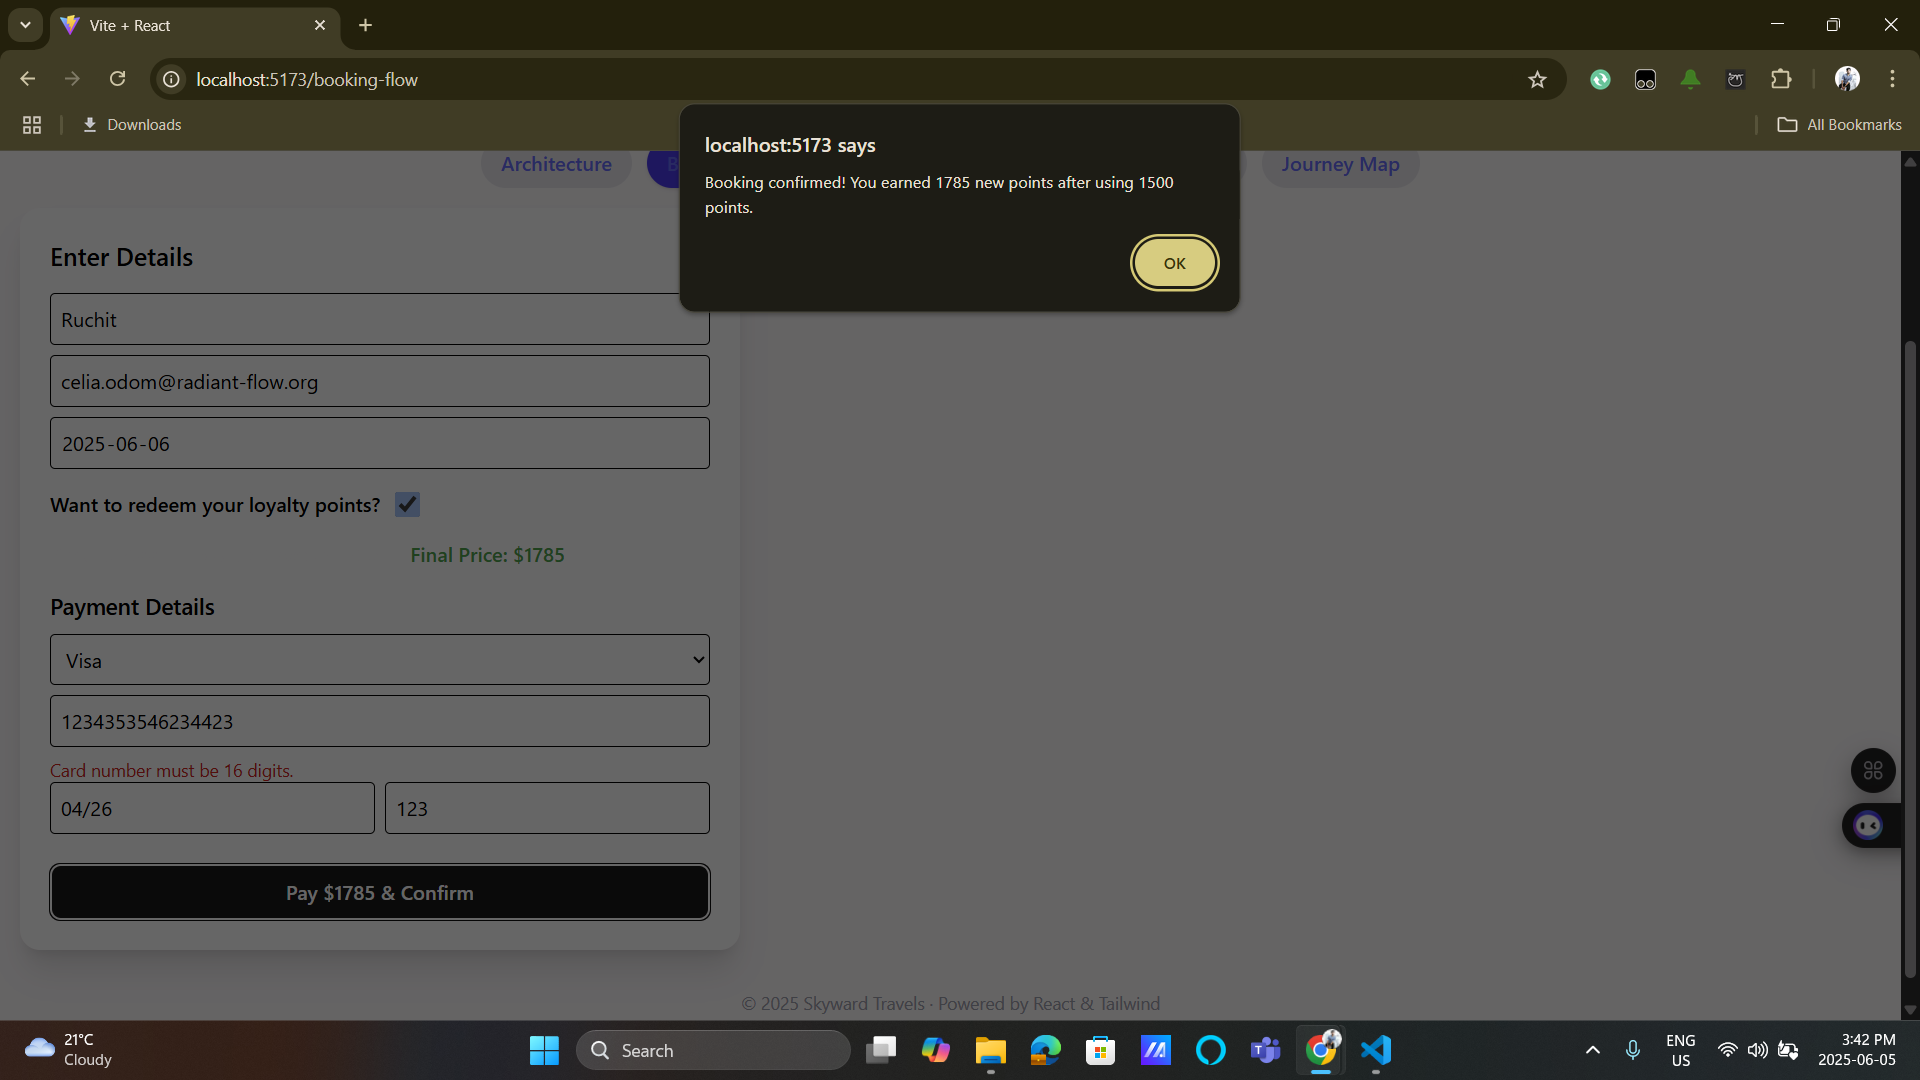 Vite + React
localhost:5173/booking-flow
Downloads
All Bookmarks
localhost:5173 says
Booking confirmed! You earned 1785 new points after using 1500
points.
OK
Architecture
B
Journey Map
Enter Details
Ruchit
celia.odom@radiant-flow.org
2025-06-06
Want to redeem your loyalty points?
Final Price: $1785
Payment Details
Visa
1234353546234423
Card number must be 16 digits.
04/26
123
Pay $1785 & Confirm
© 2025 Skyward Travels · Powered by React & Tailwind
21°C
Cloudy
Search
ENG
US
3:42 PM
2025-06-05